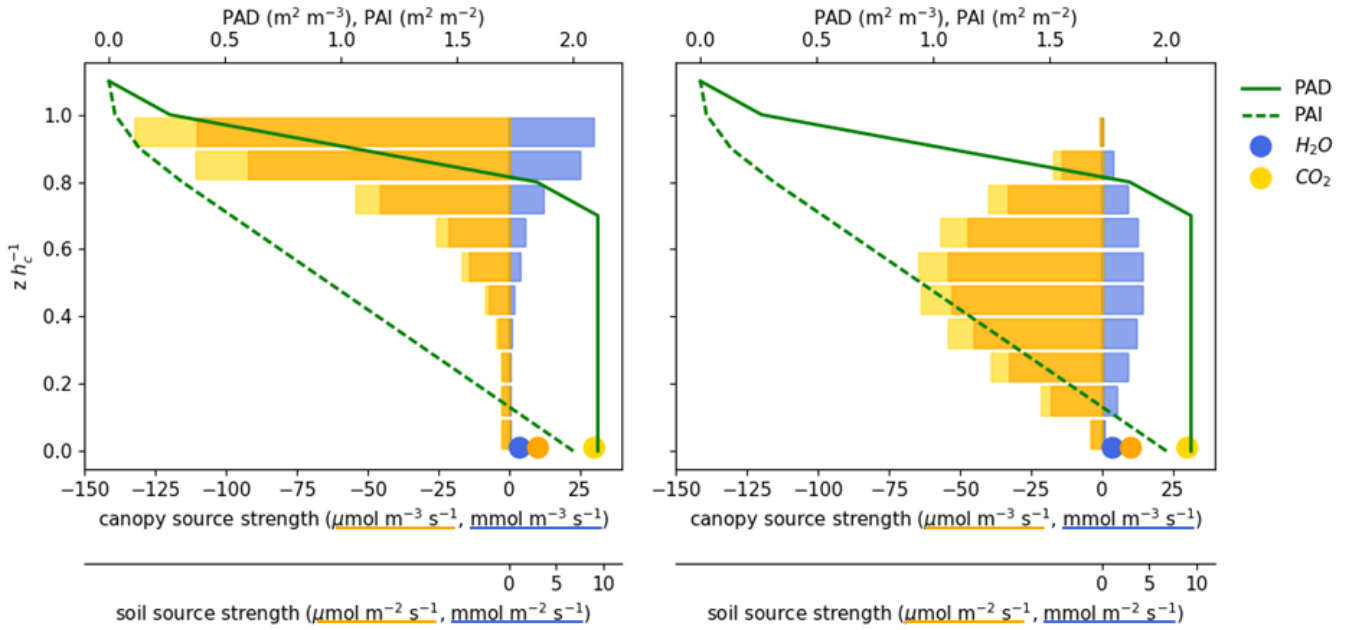 PAD (m² m⁻³), PAI (m² m⁻²)
0.0 0.5 1.0 1.5 2.0
1.0
0.8
0.6
0.4
0.2
0.0
z h_c⁻¹
−150 −125 −100 −75 −50 −25 0 25
canopy source strength (μmol m⁻³ s⁻¹, mmol m⁻³ s⁻¹)
0 5 10
soil source strength (μmol m⁻² s⁻¹, mmol m⁻² s⁻¹)
PAD (m² m⁻³), PAI (m² m⁻²)
0.0 0.5 1.0 1.5 2.0
−150 −125 −100 −75 −50 −25 0 25
canopy source strength (μmol m⁻³ s⁻¹, mmol m⁻³ s⁻¹)
0 5 10
soil source strength (μmol m⁻² s⁻¹, mmol m⁻² s⁻¹)
PAD
PAI
H₂O
CO₂